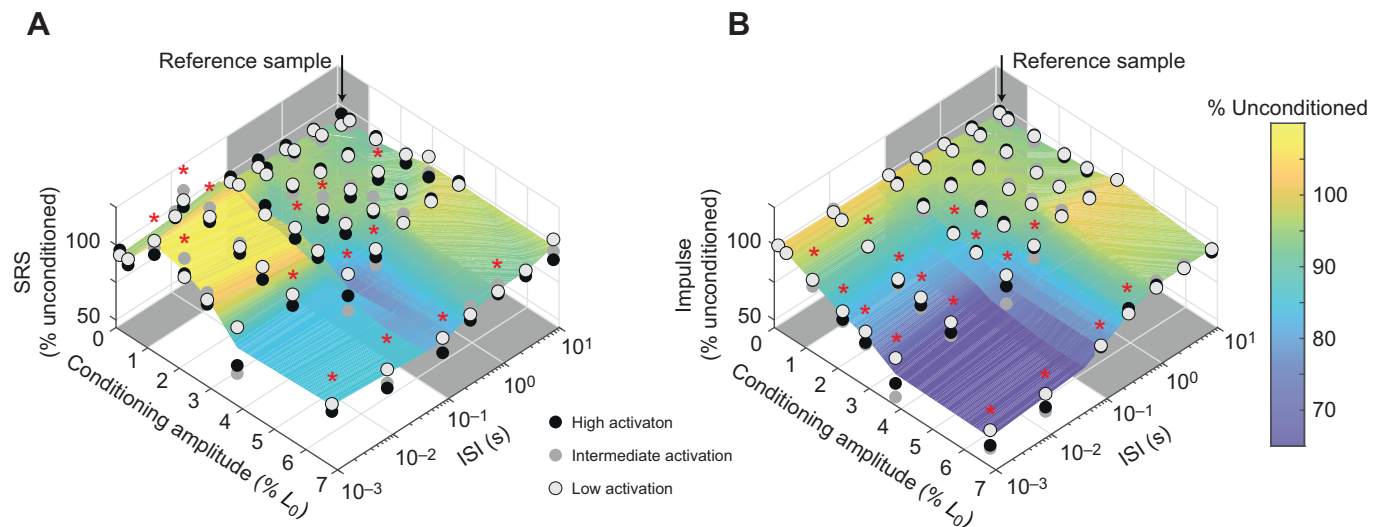 A
Reference sample
SRS
(% unconditioned)
100
50
0
1
2
3
4
5
6
7
Conditioning amplitude (% L₀)
10⁻³
10⁻²
10⁻¹
10⁰
10¹
ISI (s)
*
High activaton
Intermediate activation
Low activation
B
Reference sample
Impulse
(% unconditioned)
100
50
0
1
2
3
4
5
6
7
Conditioning amplitude (% L₀)
10⁻³
10⁻²
10⁻¹
10⁰
10¹
ISI (s)
*
% Unconditioned
100
90
80
70